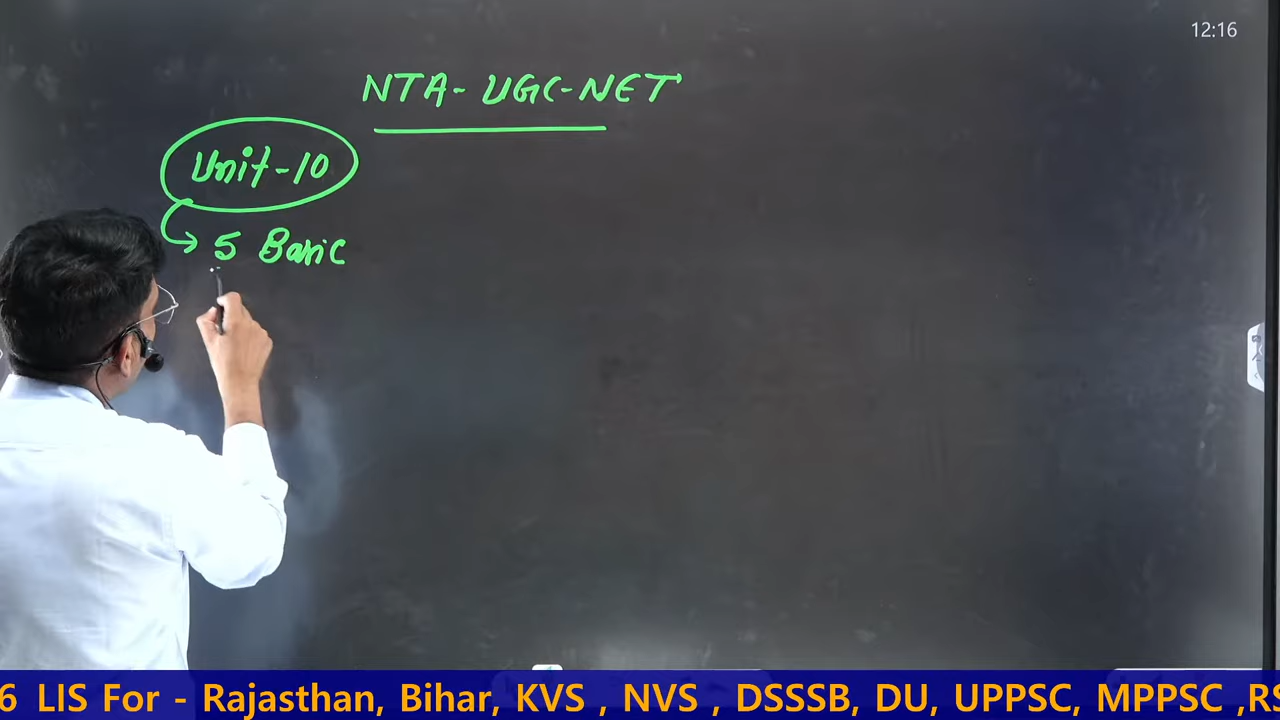 12:16
NTA-UGC-NET
Unit-10
→ 5 Basic
6 LIS For - Rajasthan, Bihar, KVS , NVS , DSSSB, DU, UPPSC, MPPSC ,RS